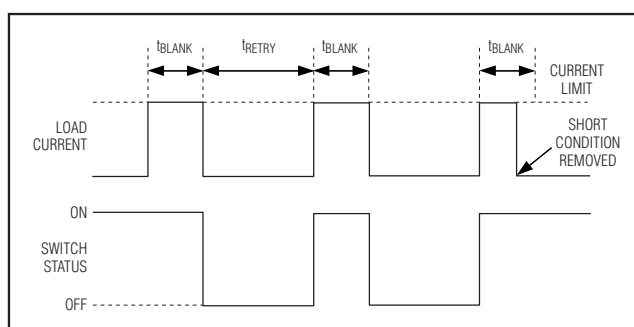 tBLANK
tRETRY
tBLANK
tBLANK
CURRENT
LIMIT
LOAD
CURRENT
SHORT
CONDITION
REMOVED
ON
SWITCH
STATUS
OFF